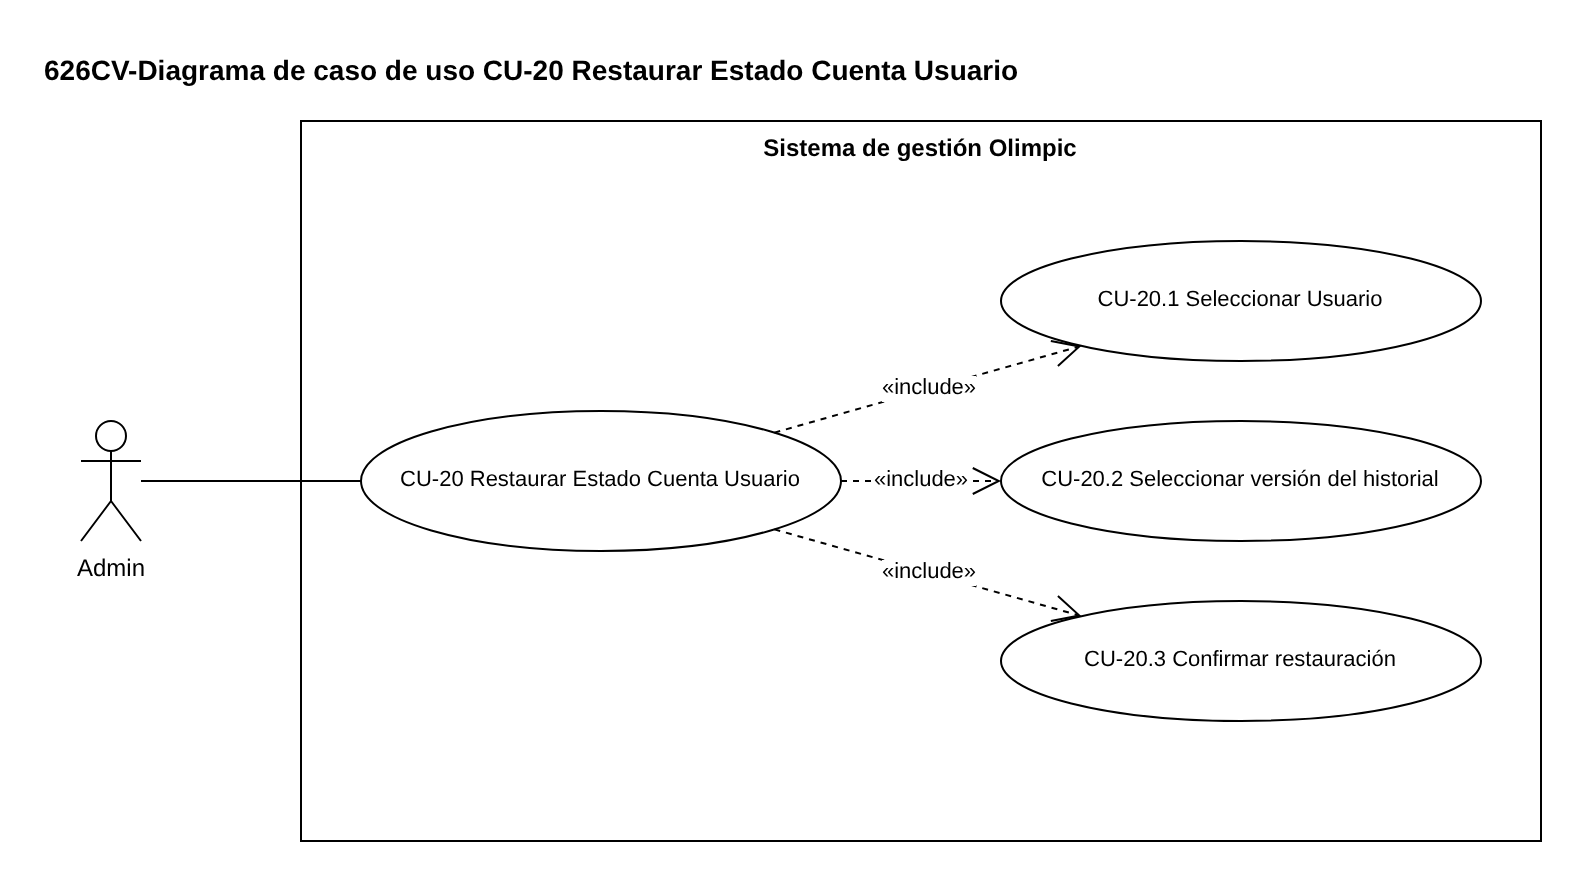 626CV-Diagrama de caso de uso CU-20 Restaurar Estado Cuenta Usuario
Sistema de gestión Olimpic
CU-20.1 Seleccionar Usuario
«include»
CU-20 Restaurar Estado Cuenta Usuario
«include»
CU-20.2 Seleccionar versión del historial
Admin
«include»
CU-20.3 Confirmar restauración